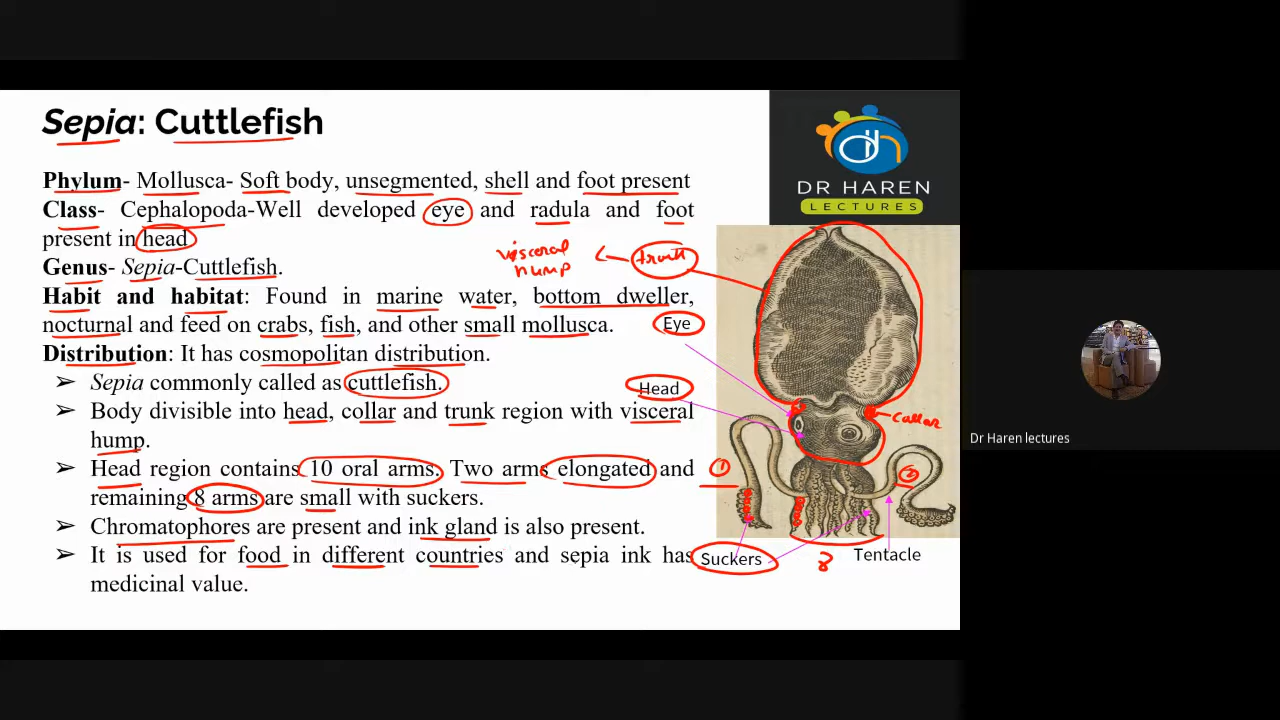 Sepia: Cuttlefish
Phylum- Mollusca- Soft body, unsegmented, shell and foot present
Class- Cephalopoda-Well developed eye and radula and foot
present in head
Genus- Sepia-Cuttlefish.
Habit and habitat: Found in marine water, bottom dweller,
nocturnal and feed on crabs, fish, and other small mollusca.
Distribution: It has cosmopolitan distribution.
➢ Sepia commonly called as cuttlefish.
➢ Body divisible into head, collar and trunk region with visceral
hump.
➢ Head region contains 10 oral arms. Two arms elongated and
remaining 8 arms are small with suckers.
➢ Chromatophores are present and ink gland is also present.
➢ It is used for food in different countries and sepia ink has
medicinal value.
DR HAREN
LECTURES
visceral
hump
trunk
Eye
Head
collar
1
2
Suckers
8
Tentacle
Dr Haren lectures